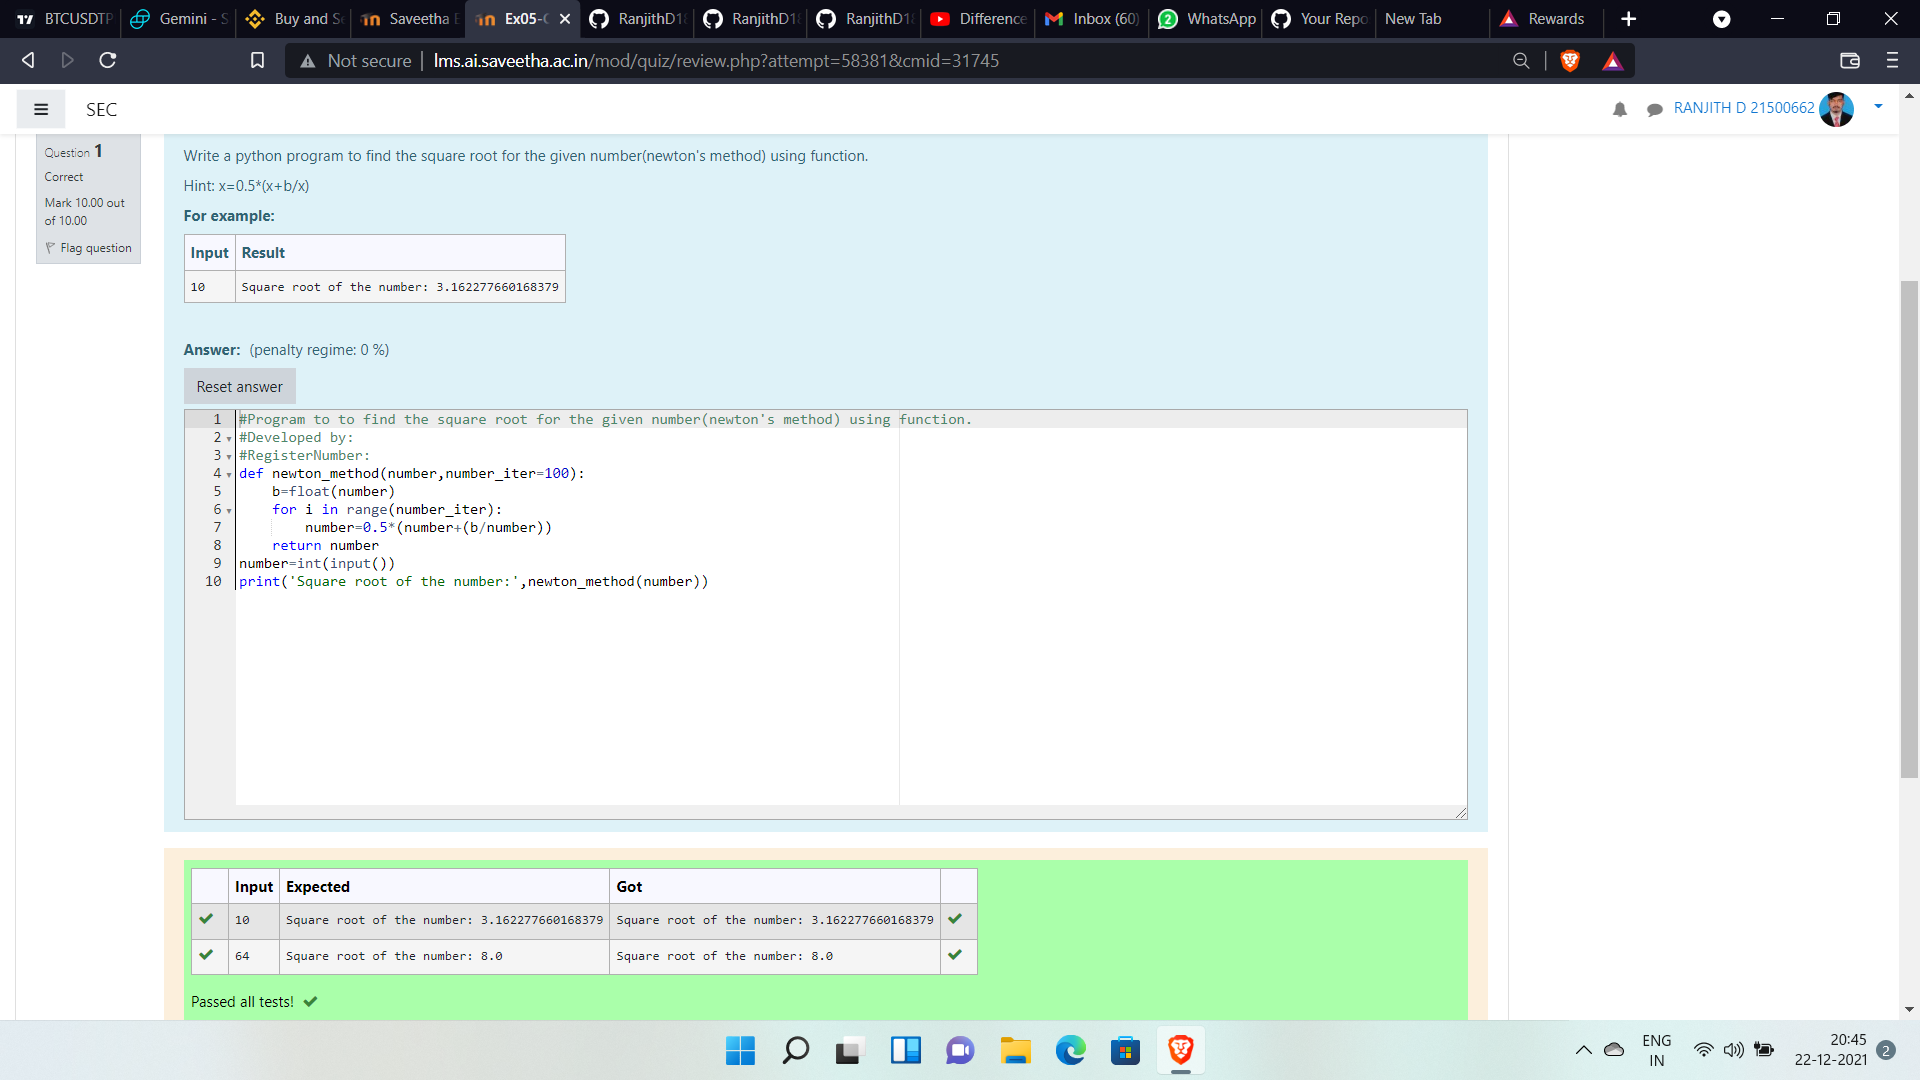 BTCUSDTP
Gemini - S
Buy and Se
Saveetha E
Ex05-
RanjithD18
RanjithD18
RanjithD18
Difference
Inbox (60)
WhatsApp
Your Repo
New Tab
Rewards
Not secure
lms.ai.saveetha.ac.in/mod/quiz/review.php?attempt=58381&cmid=31745
SEC
RANJITH D 21500662
Question 1
Correct
Mark 10.00 out
of 10.00
Flag question
Write a python program to find the square root for the given number(newton's method) using function.
Hint: x=0.5*(x+b/x)
For example:
Input Result
10 Square root of the number: 3.162277660168379
Answer: (penalty regime: 0 %)
Reset answer
1 #Program to to find the square root for the given number(newton's method) using function.
2 #Developed by:
3 #RegisterNumber:
4 def newton_method(number,number_iter=100):
5     b=float(number)
6     for i in range(number_iter):
7         number=0.5*(number+(b/number))
8     return number
9 number=int(input())
10 print('Square root of the number:',newton_method(number))
Input Expected Got
10 Square root of the number: 3.162277660168379 Square root of the number: 3.162277660168379
64 Square root of the number: 8.0 Square root of the number: 8.0
Passed all tests!
ENG
IN
20:45
22-12-2021
2